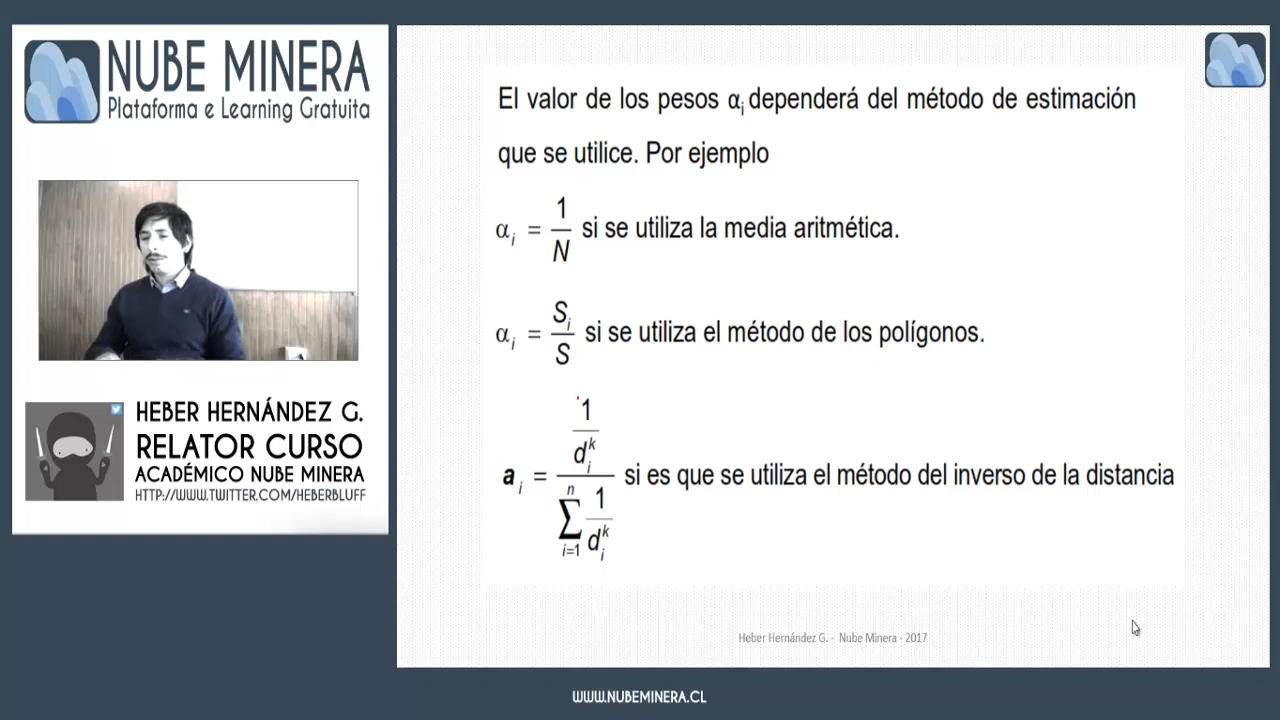 NUBE MINERA
Plataforma e Learning Gratuita
HEBER HERNÁNDEZ G.
RELATOR CURSO
ACADÉMICO NUBE MINERA
HTTP://WWW.TWITTER.COM/HEBERBLUFF
El valor de los pesos αi dependerá del método de estimación
que se utilice. Por ejemplo
αi = 1/N si se utiliza la media aritmética.
αi = Si/S si se utiliza el método de los polígonos.
ai = (1/di^k) / (∑ i=1 n 1/di^k) si es que se utiliza el método del inverso de la distancia
Heber Hernández G. - Nube Minera - 2017
WWW.NUBEMINERA.CL